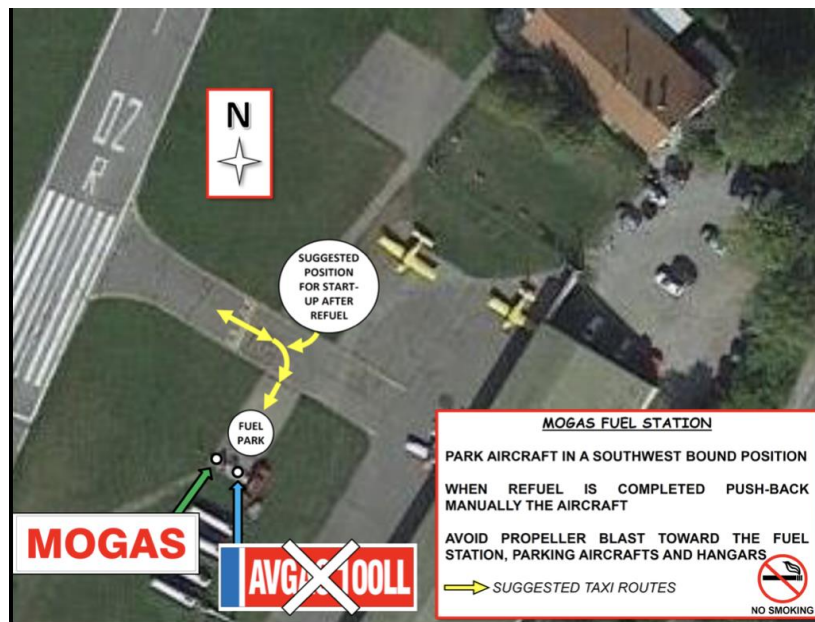 02
R
N
SUGGESTED
POSITION
FOR START-
UP AFTER
REFUEL
FUEL
PARK
MOGAS
AVGAS 100LL
MOGAS FUEL STATION
PARK AIRCRAFT IN A SOUTHWEST BOUND POSITION
WHEN REFUEL IS COMPLETED PUSH-BACK
MANUALLY THE AIRCRAFT
AVOID PROPELLER BLAST TOWARD THE FUEL
STATION, PARKING AIRCRAFTS AND HANGARS
SUGGESTED TAXI ROUTES
NO SMOKING